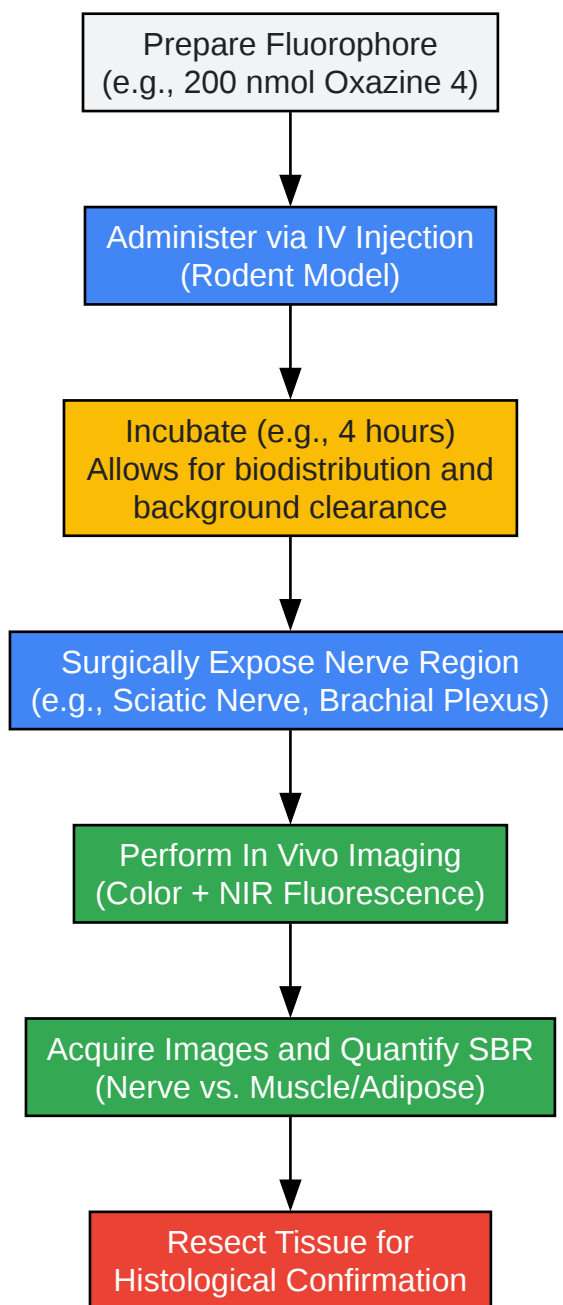 Prepare Fluorophore
(e.g., 200 nmol Oxazine 4)
Administer via IV Injection
(Rodent Model)
Incubate (e.g., 4 hours)
Allows for biodistribution and
background clearance
Surgically Expose Nerve Region
(e.g., Sciatic Nerve, Brachial Plexus)
Perform In Vivo Imaging
(Color + NIR Fluorescence)
Acquire Images and Quantify SBR
(Nerve vs. Muscle/Adipose)
Resect Tissue for
Histological Confirmation